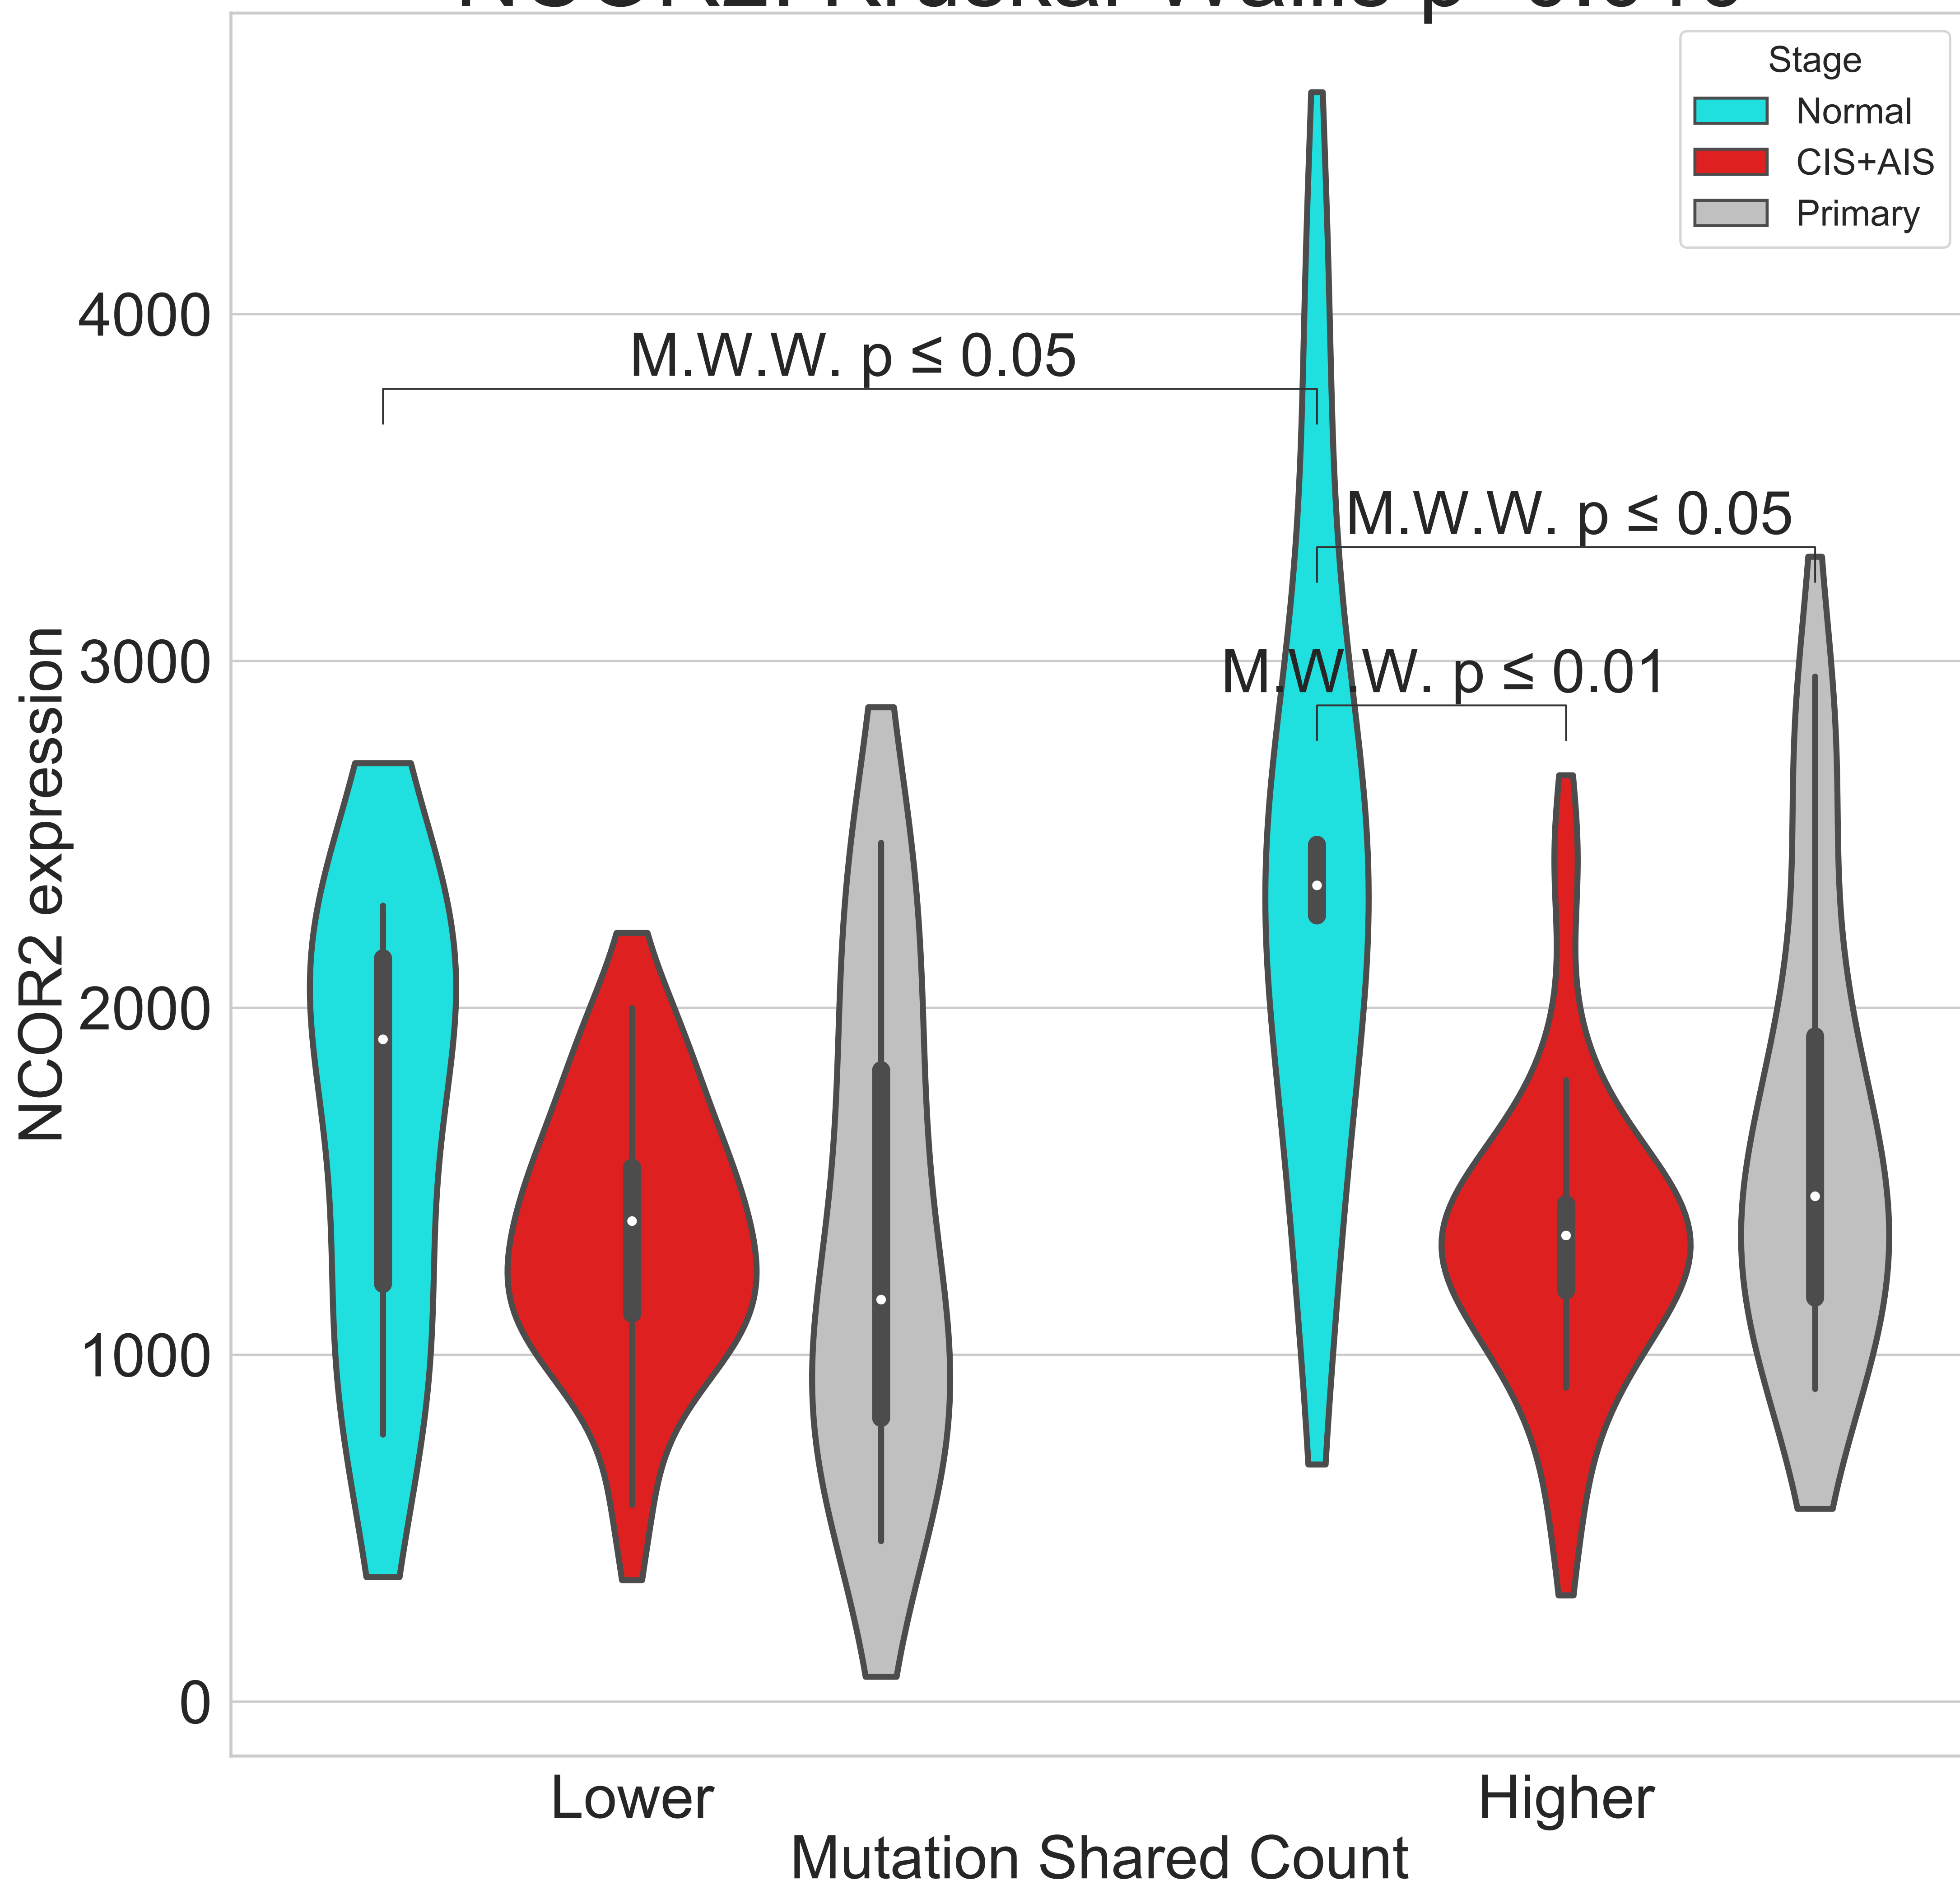 Stage
Normal
CIS+AIS
Primary
4000
M.W.W. p ≤ 0.05
M.W.W. p ≤ 0.05
3000
M.W.W. p ≤ 0.01
NCOR2 expression
2000
1000
0
Lower
Higher
Mutation Shared Count